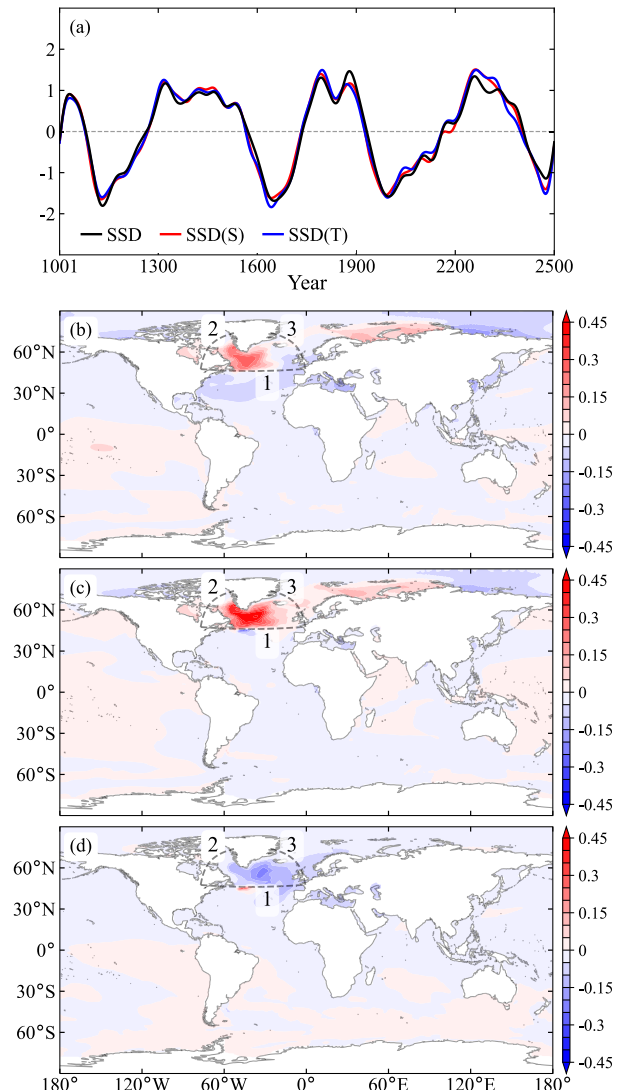 (a)
2
1
0
-1
-2
SSD SSD(S) SSD(T)
1001 1300 1600 1900 2200 2500
Year
(b) 2 3
1
60°N
30°N
0°
30°S
60°S
0.45
0.3
0.15
0
-0.15
-0.3
-0.45
(c) 2 3
1
60°N
30°N
0°
30°S
60°S
0.45
0.3
0.15
0
-0.15
-0.3
-0.45
(d) 2 3
1
60°N
30°N
0°
30°S
60°S
0.45
0.3
0.15
0
-0.15
-0.3
-0.45
180° 120°W 60°W 0° 60°E 120°E 180°